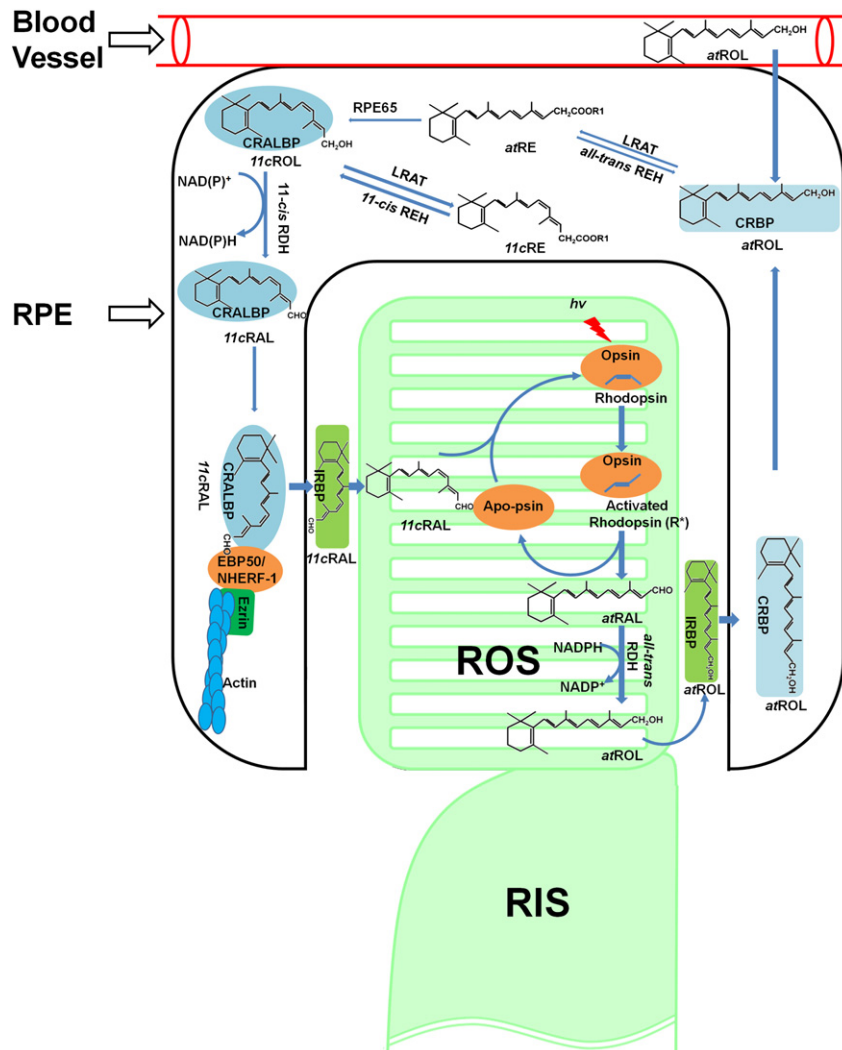 Blood
Vessel
CH₂OH
atROL
RPE65
CRALBP
CH₂OH
11cROL
CH₂COOR1
atRE
LRAT
all-trans REH
CH₂OH
CRBP
atROL
NAD(P)⁺
11-cis RDH
NAD(P)H
LRAT
11-cis REH
CH₂COOR1
11cRE
RPE
CRALBP
CHO
11cRAL
hv
Opsin
Rhodopsin
Opsin
Activated
Rhodopsin (R*)
11cRAL
CRALBP
CHO
IRBP
CHO
11cRAL
CHO
11cRAL
Apo-psin
EBP50/
NHERF-1
Ezrin
Actin
CHO
atRAL
ROS
NADPH
all-trans
RDH
NADP⁺
CH₂OH
atROL
IRBP
CH₂OH
atROL
CRBP
CH₂OH
atROL
RIS